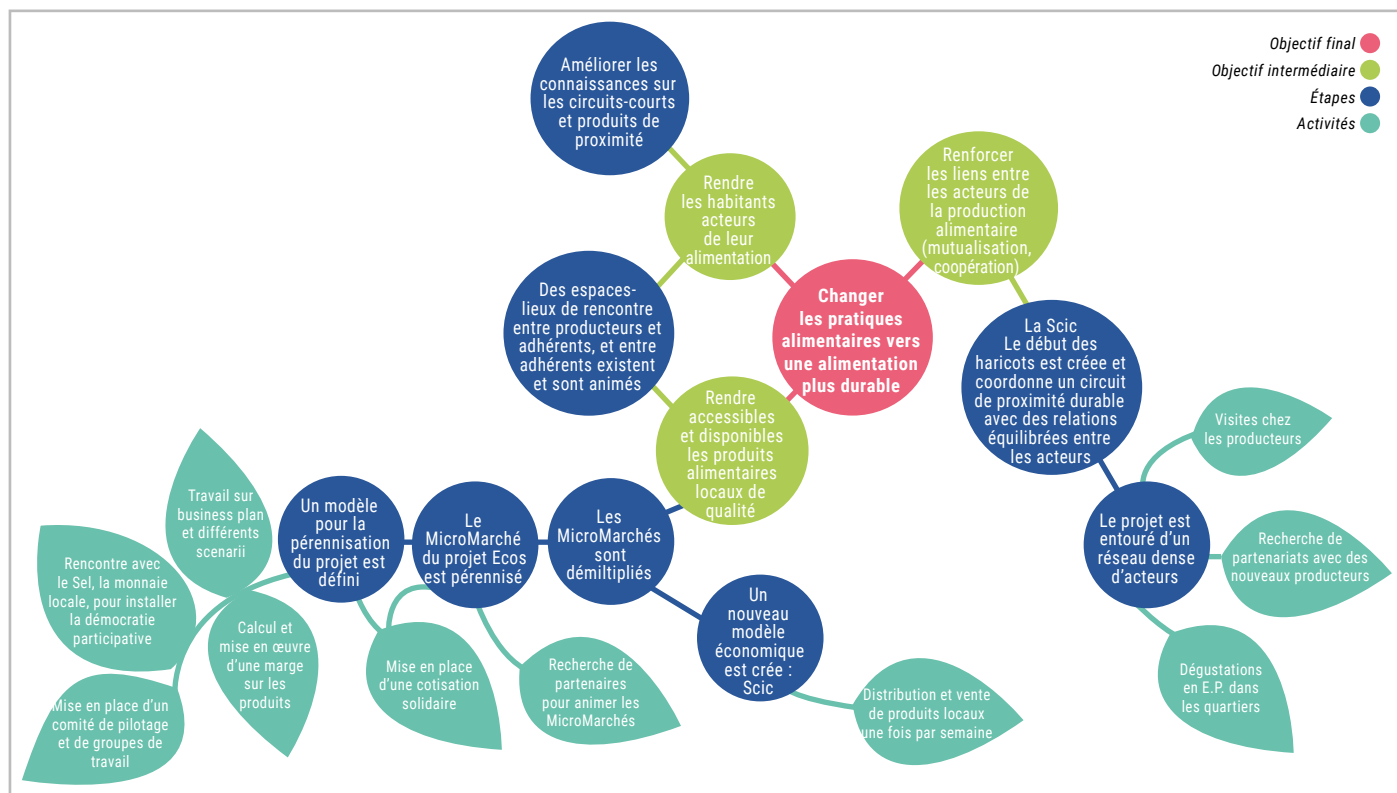 Objectif final
Objectif intermédiaire
Étapes
Activités
Améliorer les
connaissances sur
les circuits-courts
et produits de
proximité
Rendre
les habitants
acteurs
de leur
alimentation
Renforcer
les liens entre
les acteurs de
la production
alimentaire
(mutualisation,
coopération)
Des espaces-
lieux de rencontre
entre producteurs et
adhérents, et entre
adhérents existent
et sont animés
Changer
les pratiques
alimentaires vers
une alimentation
plus durable
La Scic
Le début des
haricots est créee et
coordonne un circuit
de proximité durable
avec des relations
équilibrées entre
les acteurs
Rendre
accessibles
et disponibles
les produits
alimentaires
locaux de
qualité
Visites chez
les producteurs
Travail sur
business plan
et différents
scenarii
Un modèle
pour la
pérennisation
du projet est
défini
Le
MicroMarché
du projet Ecos
est pérennisé
Les
MicroMarchés
sont
démiltipliés
Le projet est
entouré d'un
réseau dense
d'acteurs
Recherche de
partenariats avec des
nouveaux producteurs
Rencontre avec
le Sel, la monnaie
locale, pour installer
la démocratie
participative
Calcul et
mise en œuvre
d'une marge
sur les
produits
Mise en place
d'une cotisation
solidaire
Recherche de
partenaires
pour animer les
MicroMarchés
Un
nouveau
modèle
économique
est crée :
Scic
Distribution et vente
de produits locaux
une fois par semaine
Dégustations
en E.P. dans
les quartiers
Mise en place d'un
comité de pilotage
et de groupes de
travail